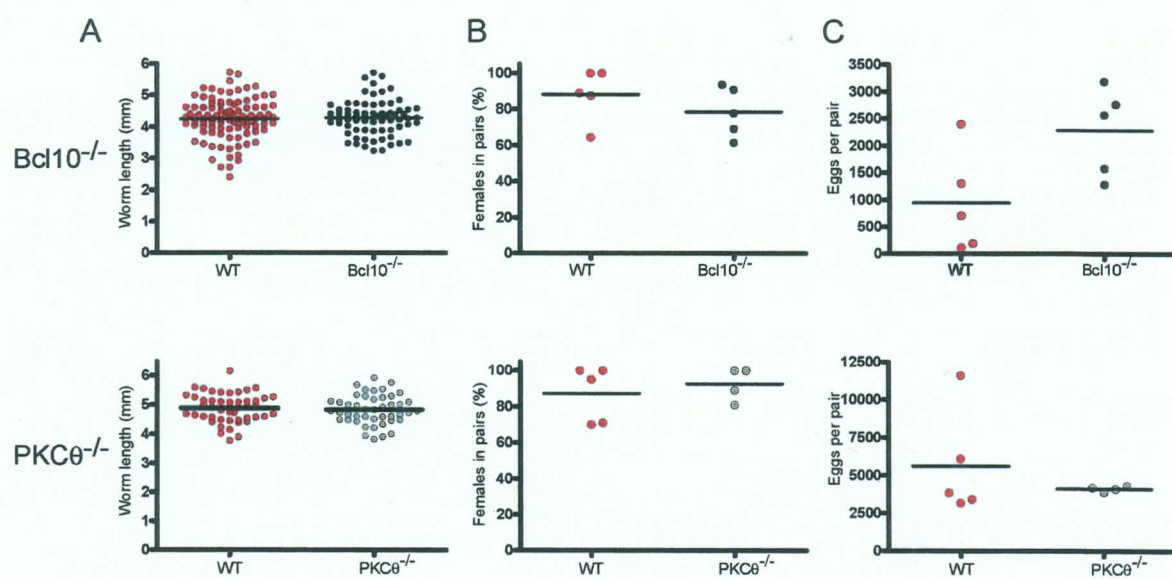 A
B
C
Bcl10-/-
Worm length (mm)
6
5
4
3
2
1
0
WT
Bcl10-/-
Females in pairs (%)
100
80
60
40
20
0
WT
Bcl10-/-
Eggs per pair
3500
3000
2500
2000
1500
1000
500
0
WT
Bcl10-/-
PKCθ-/-
Worm length (mm)
6
5
4
3
2
1
0
WT
PKCθ-/-
Females in pairs (%)
100
80
60
40
20
0
WT
PKCθ-/-
Eggs per pair
12500
10000
7500
5000
2500
0
WT
PKCθ-/-